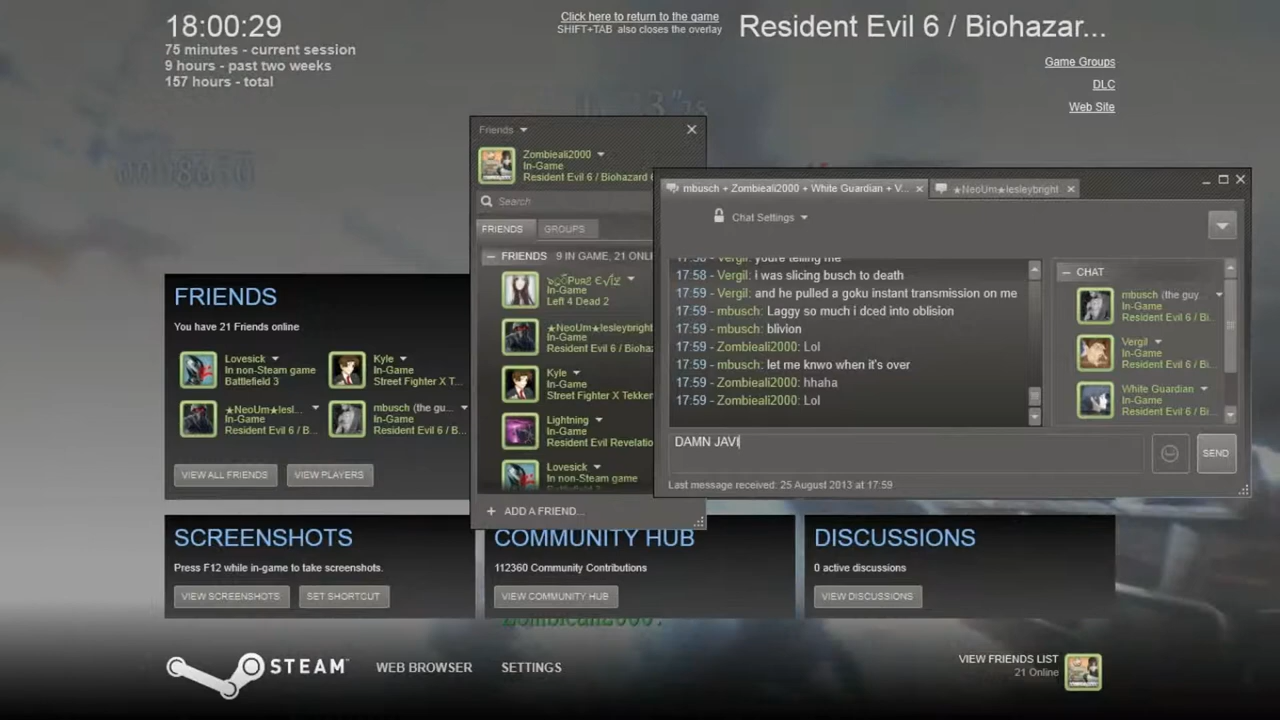 18:00:29
75 minutes - current session
9 hours - past two weeks
157 hours - total
Click here to return to the game
SHIFT+TAB also closes the overlay
Resident Evil 6 / Biohazar...
Game Groups
DLC
Web Site
FRIENDS
You have 21 Friends online
Lovesick
In non-Steam game
Battlefield 3
Kyle
In-Game
Street Fighter X T...
★NeoUm★lesl...
In-Game
Resident Evil 6 / B...
mbusch (the gu...
In-Game
Resident Evil 6 / B...
VIEW ALL FRIENDS
VIEW PLAYERS
Friends
Zombieali2000
In-Game
Resident Evil 6 / Biohazard 6
Search
FRIENDS
GROUPS
FRIENDS 9 IN GAME, 21 ONLI
In-Game
Left 4 Dead 2
★NeoUm★lesleybright
In-Game
Resident Evil 6 / Bioha
Kyle
In-Game
Street Fighter X Tekken
Lightning
In-Game
Resident Evil Revelatio
Lovesick
In non-Steam game
Battlefield 3
+ ADD A FRIEND...
mbusch + Zombieali2000 + White Guardian + V...
★NeoUm★lesleybright
Chat Settings
17:58 - Vergil: youre telling me
17:58 - Vergil: i was slicing busch to death
17:59 - Vergil: and he pulled a goku instant transmission on me
17:59 - mbusch: Laggy so much i dced into oblision
17:59 - mbusch: blivion
17:59 - Zombieali2000: Lol
17:59 - mbusch: let me knwo when it's over
17:59 - Zombieali2000: hhaha
17:59 - Zombieali2000: Lol
CHAT
mbusch (the guy...
In-Game
Resident Evil 6 / Bi...
Vergil
In-Game
Resident Evil 6 / Bi...
White Guardian
In-Game
Resident Evil 6 / Bi...
DAMN JAVI
SEND
Last message received: 25 August 2013 at 17:59
SCREENSHOTS
Press F12 while in-game to take screenshots.
VIEW SCREENSHOTS
SET SHORTCUT
COMMUNITY HUB
112360 Community Contributions
VIEW COMMUNITY HUB
DISCUSSIONS
0 active discussions
VIEW DISCUSSIONS
Zombieali2000:
STEAM
WEB BROWSER
SETTINGS
VIEW FRIENDS LIST
21 Online